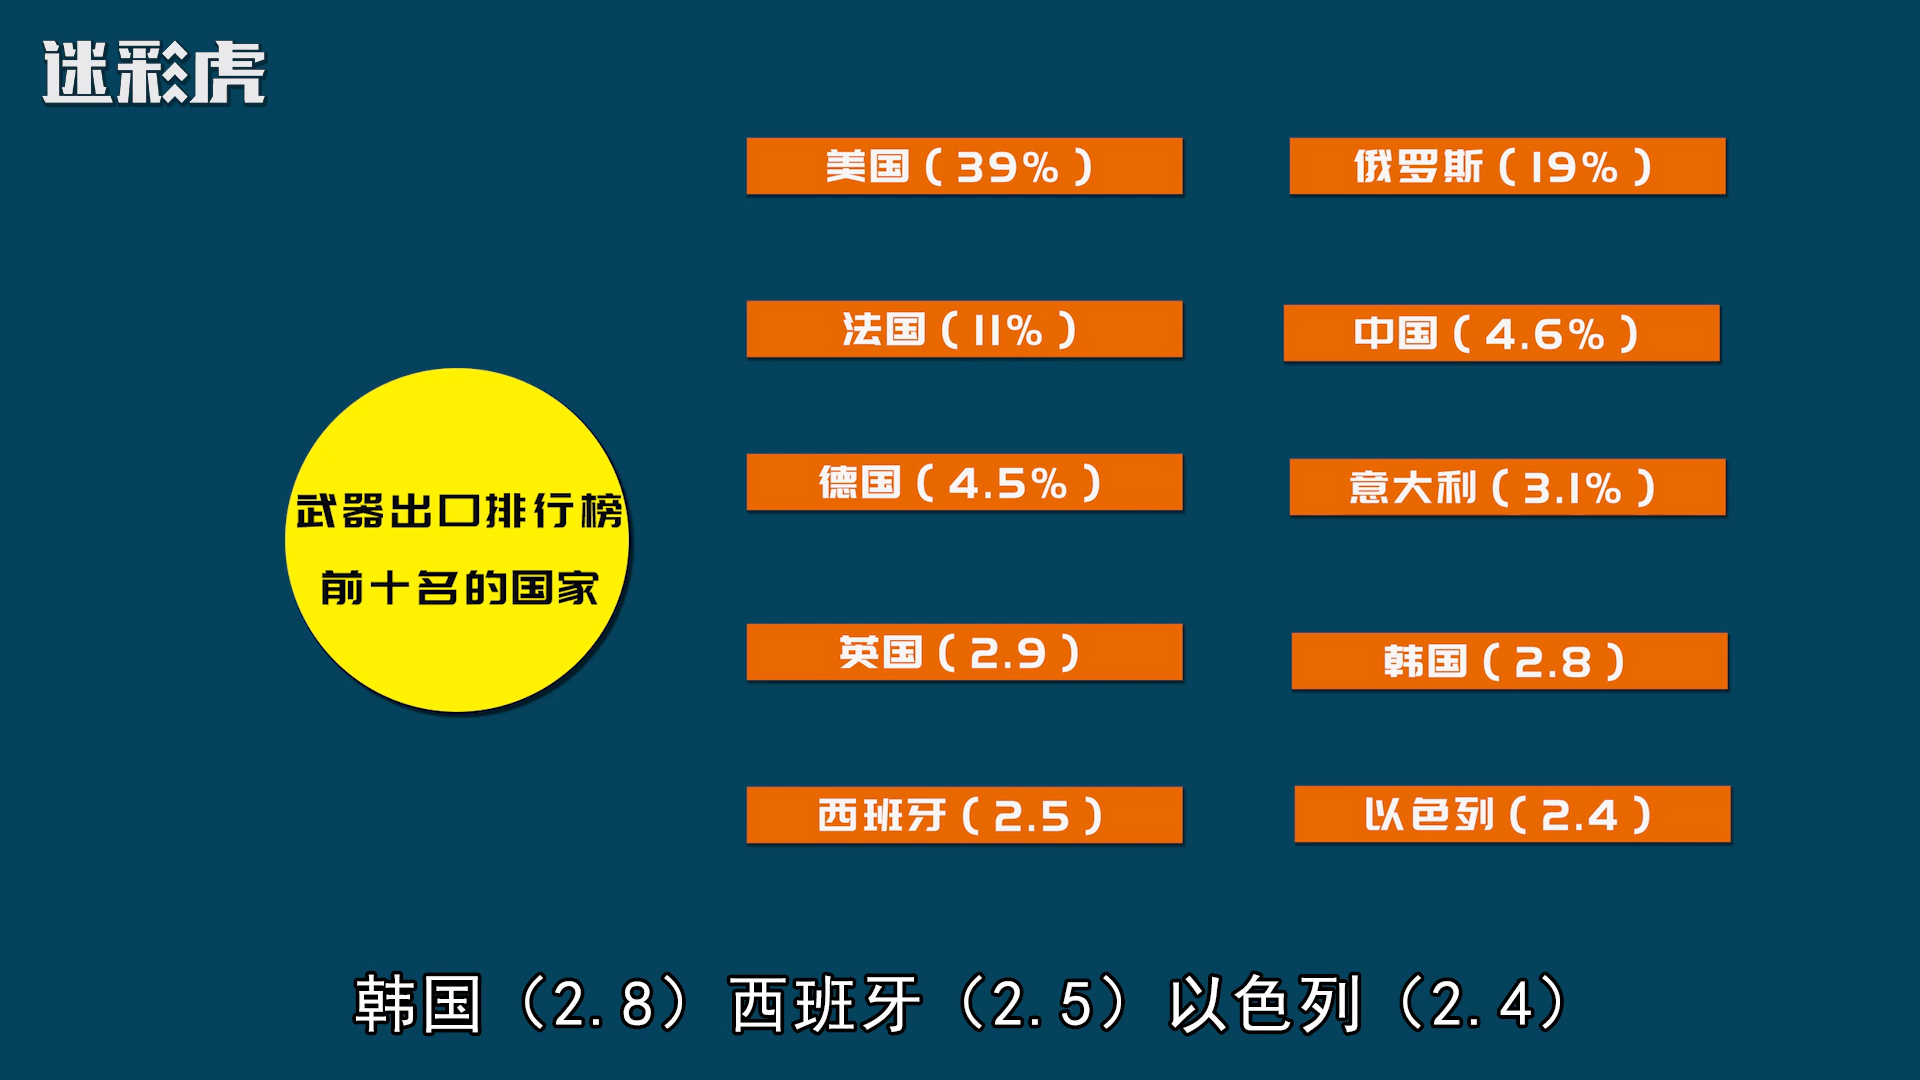 迷彩虎
美国(39%)
俄罗斯(19%)
法国(11%)
中国(4.6%)
德国(4.5%)
意大利(3.1%)
武器出口排行榜
前十名的国家
英国(2.9)
韩国(2.8)
西班牙(2.5)
以色列(2.4)
韩国（2.8）西班牙（2.5）以色列（2.4）